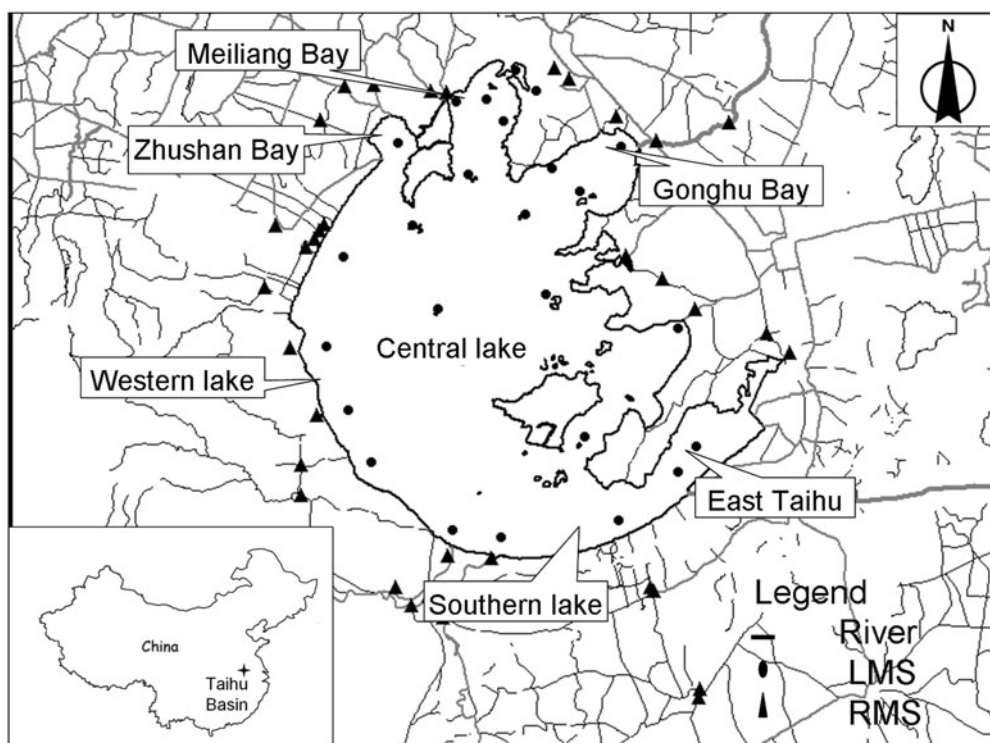 N
Meiliang Bay
Zhushan Bay
Gonghu Bay
Central lake
Western lake
East Taihu
Southern lake
Legend
River
LMS
RMS
China
Taihu
Basin